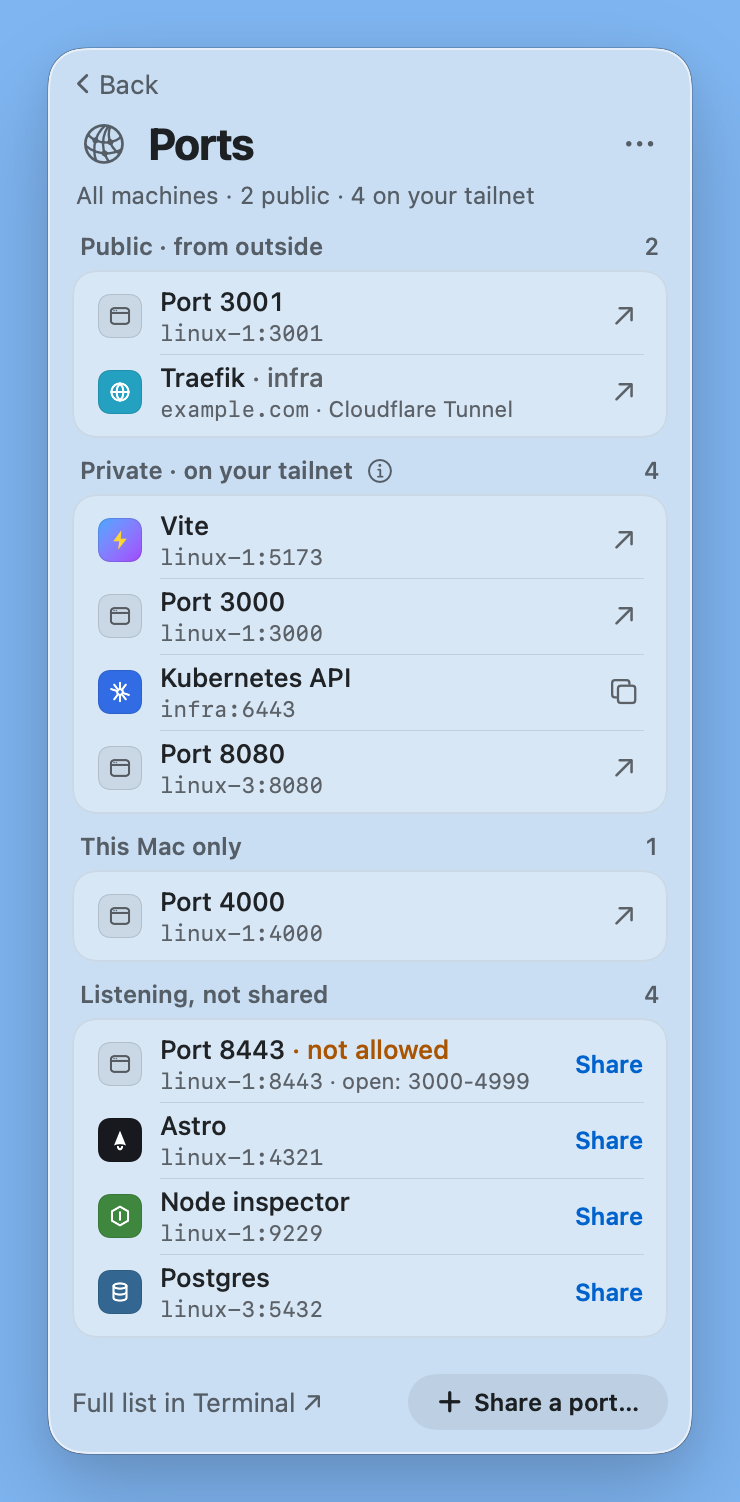 Back
Ports
All machines · 2 public · 4 on your tailnet
Public · from outside 2
Port 3001
linux-1:3001
Traefik · infra
example.com · Cloudflare Tunnel
Private · on your tailnet 4
Vite
linux-1:5173
Port 3000
linux-1:3000
Kubernetes API
infra:6443
Port 8080
linux-3:8080
This Mac only 1
Port 4000
linux-1:4000
Listening, not shared 4
Port 8443 · not allowed
linux-1:8443 · open: 3000-4999
Share
Astro
linux-1:4321
Share
Node inspector
linux-1:9229
Share
Postgres
linux-3:5432
Share
Full list in Terminal ↗
+ Share a port...